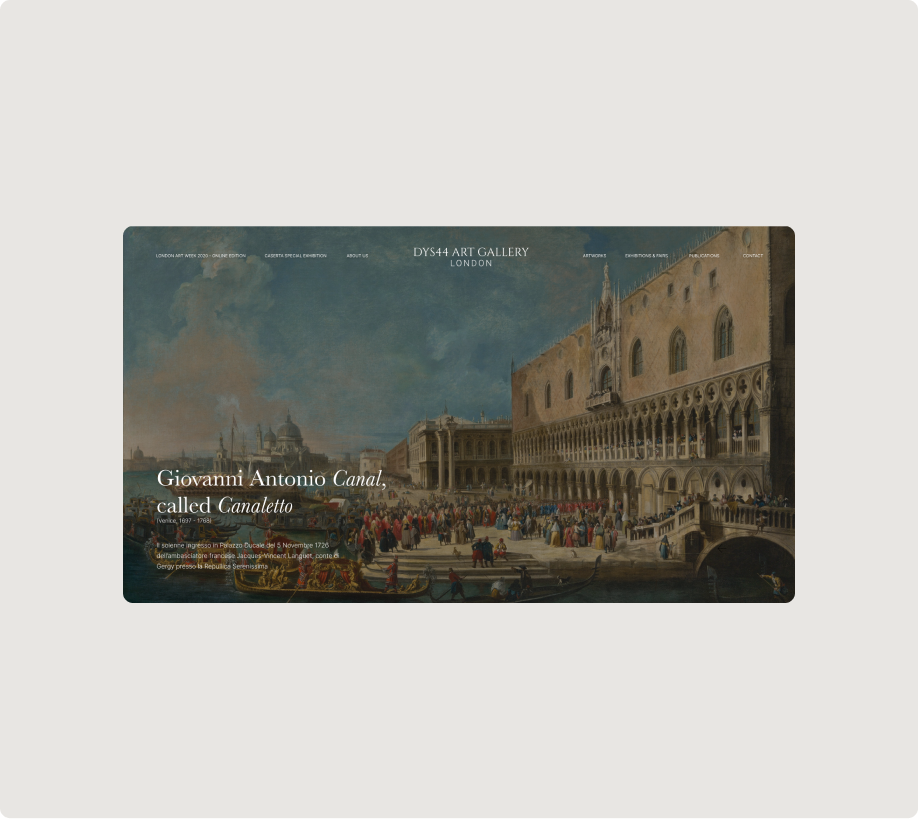 LONDON ART WEEK 2020 - ONLINE EDITION
CASERTA SPECIAL EXHIBITION
ABOUT US
DYS44 ART GALLERY
LONDON
ARTWORKS
EXHIBITIONS & FAIRS
PUBLICATIONS
CONTACT
Giovanni Antonio Canal,
called Canaletto
(Venice, 1697 - 1768)
Il solenne ingresso in Palazzo Ducale del 5 Novembre 1726
dell'ambasciatore francese Jacques-Vincent Languet, conte di
Gergy presso la Repullica Serenissima